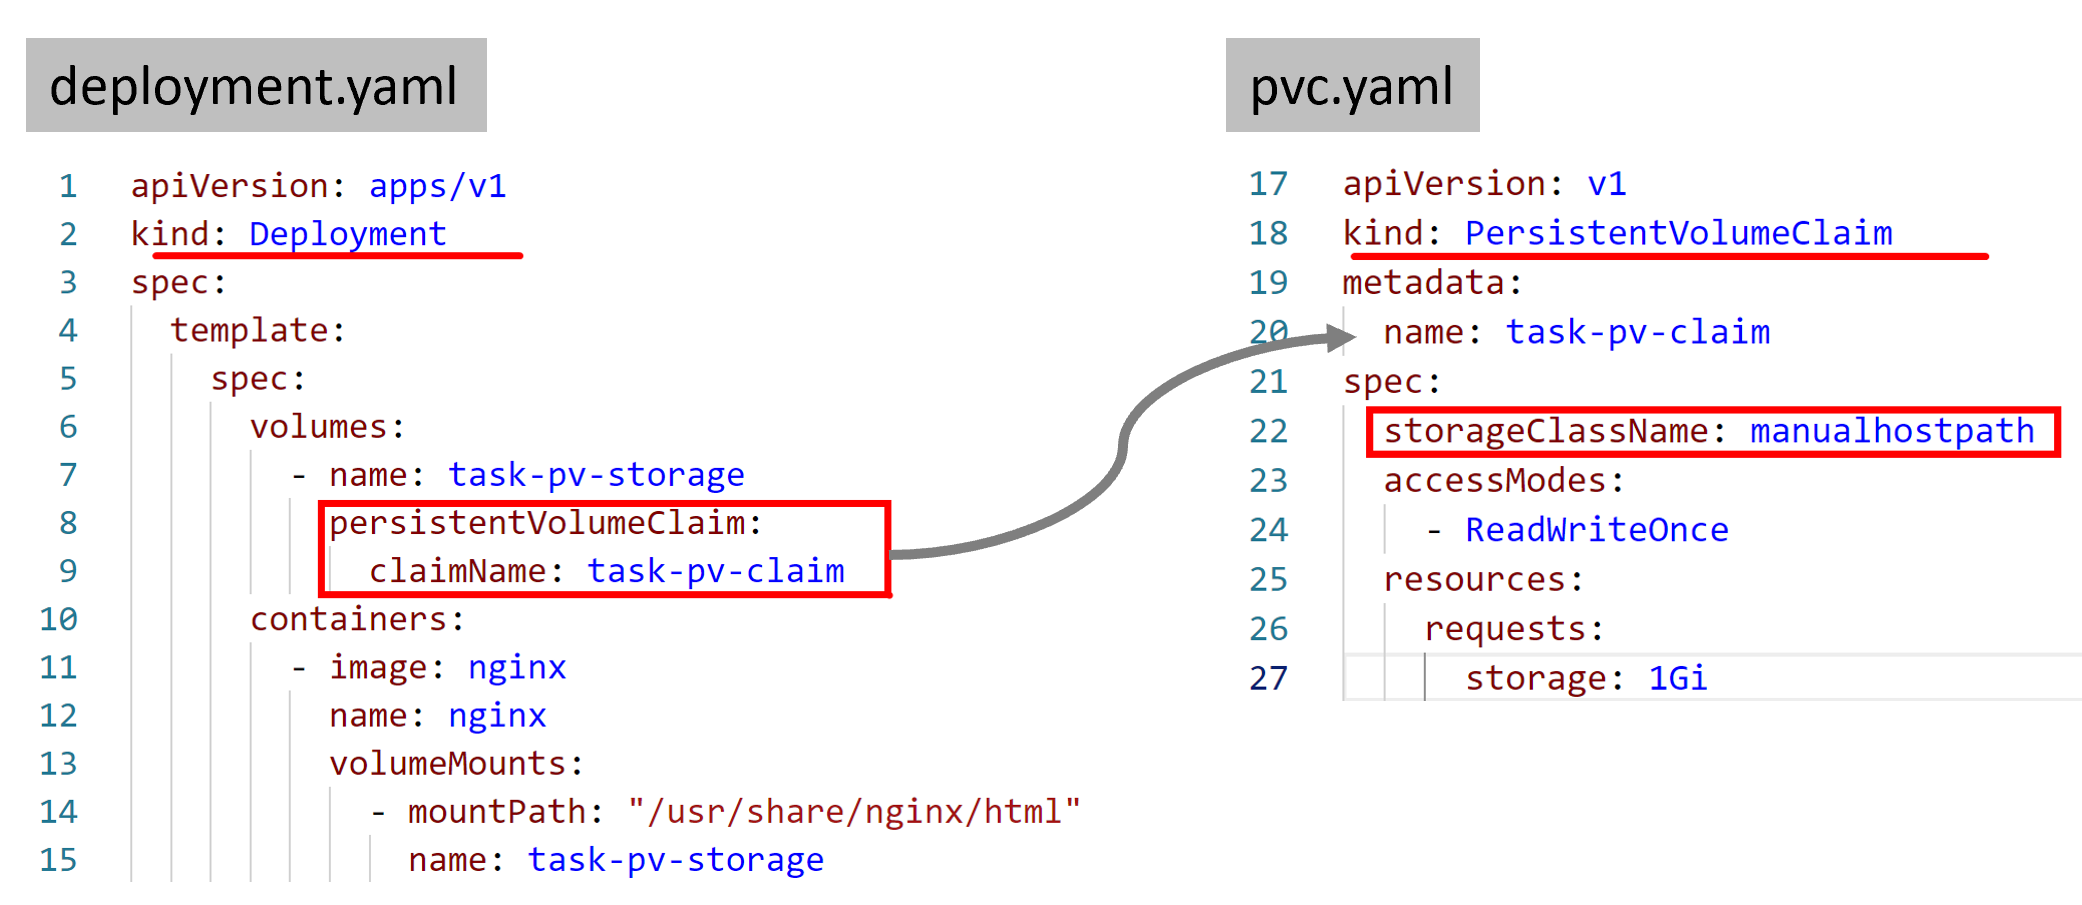 deployment.yaml
1 apiVersion: apps/v1
2 kind: Deployment
3 spec:
4 template:
5 spec:
6 volumes:
7 - name: task-pv-storage
8 persistentVolumeClaim:
9 claimName: task-pv-claim
10 containers:
11 - image: nginx
12 name: nginx
13 volumeMounts:
14 - mountPath: "/usr/share/nginx/html"
15 name: task-pv-storage
pvc.yaml
17 apiVersion: v1
18 kind: PersistentVolumeClaim
19 metadata:
20 name: task-pv-claim
21 spec:
22 storageClassName: manualhostpath
23 accessModes:
24 - ReadWriteOnce
25 resources:
26 requests:
27 storage: 1Gi